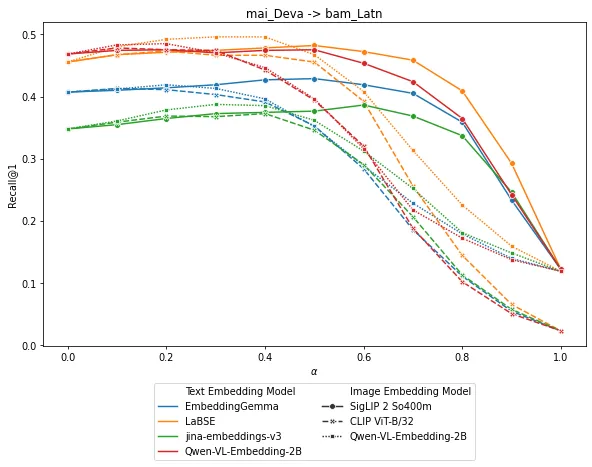 mai_Deva -> bam_Latn
0.5
0.4
0.3
0.2
0.1
0.0
Recall@1
0.0 0.2 0.4 0.6 0.8 1.0
α
Text Embedding Model Image Embedding Model
EmbeddingGemma SigLIP 2 So400m
LaBSE CLIP ViT-B/32
jina-embeddings-v3 Qwen-VL-Embedding-2B
Qwen-VL-Embedding-2B